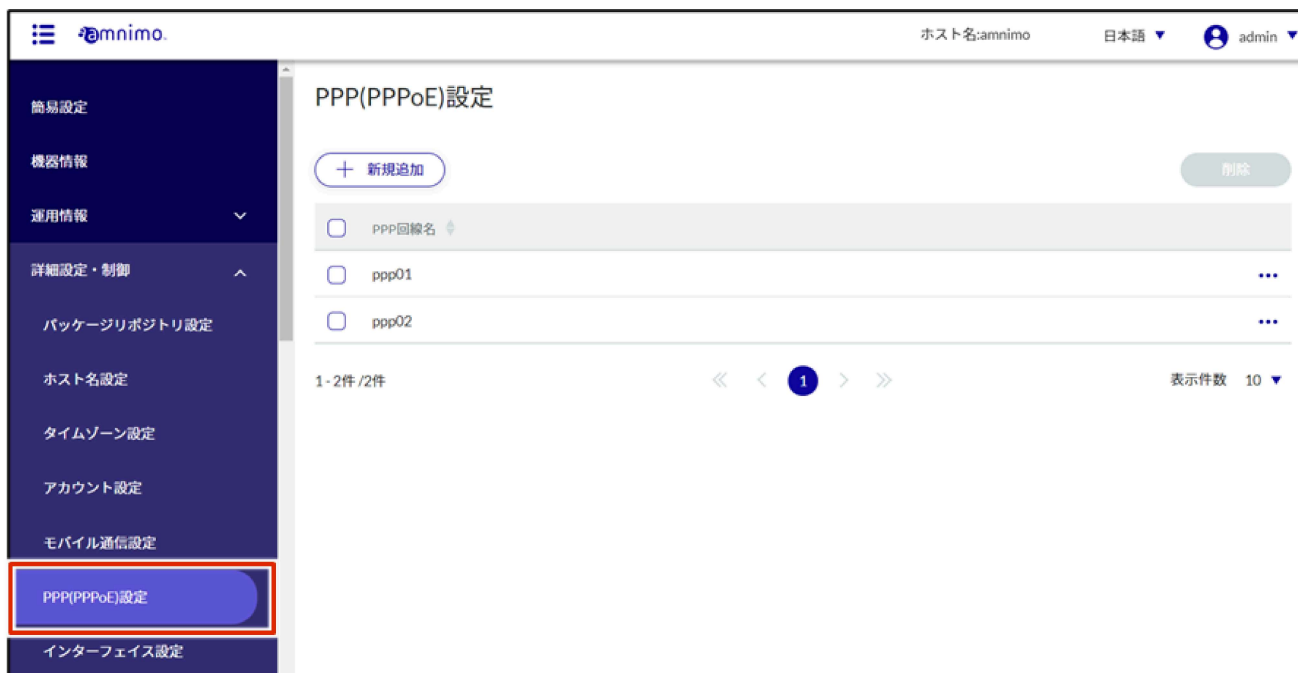 amnimo.
ホスト名:amnimo
日本語
admin
簡易設定
機器情報
運用情報
詳細設定・制御
パッケージリポジトリ設定
ホスト名設定
タイムゾーン設定
アカウント設定
モバイル通信設定
PPP(PPPoE)設定
インターフェイス設定
PPP(PPPoE)設定
新規追加
削除
PPP回線名
ppp01
ppp02
1 - 2件 /2件
1
表示件数 10